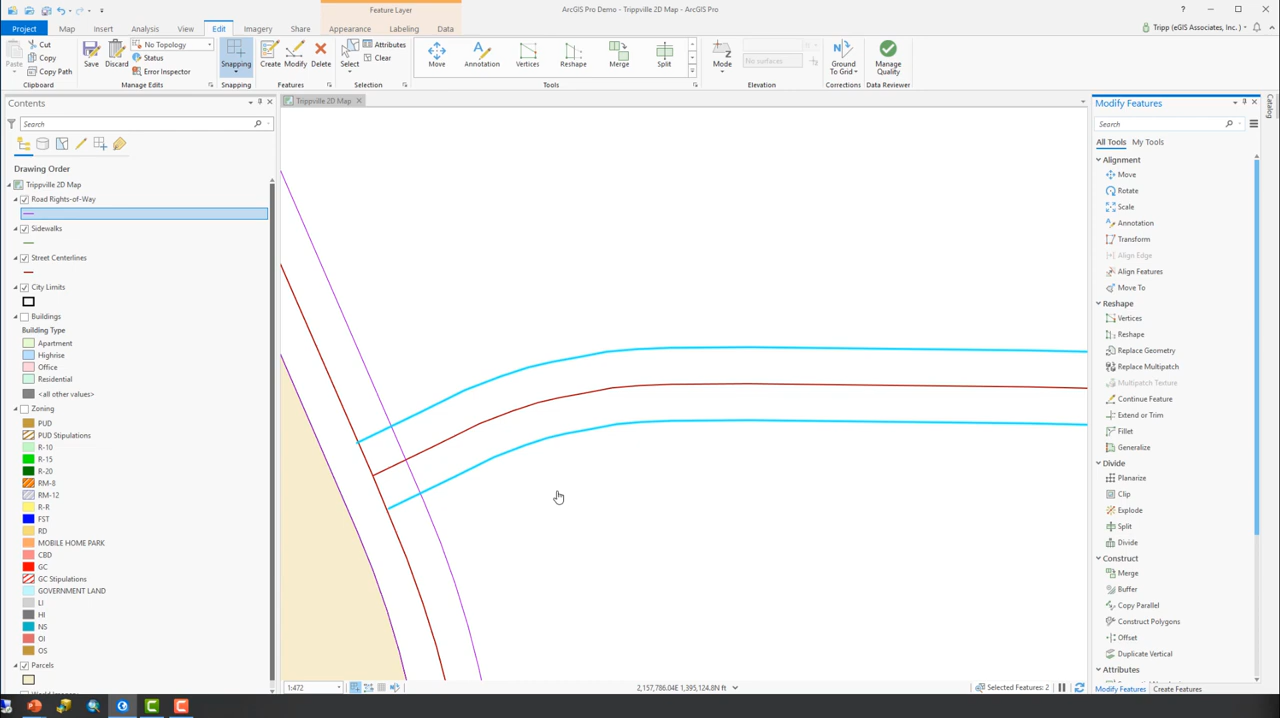 ArcGIS Pro Demo - Trippville 2D Map - ArcGIS Pro
Feature Layer
?
Project
Map
Insert
Analysis
View
Edit
Imagery
Share
Appearance
Labeling
Data
Tripp (eGIS Associates, Inc.)
Paste
Cut
Copy
Copy Path
Clipboard
Save
Discard
No Topology
Status
Error Inspector
Manage Edits
Snapping
Snapping
Create
Modify
Delete
Features
Select
Attributes
Clear
Selection
Move
Annotation
Vertices
Reshape
Merge
Split
Tools
Mode
No surfaces
Elevation
Ground
To Grid
Corrections
Manage
Quality
Data Reviewer
Contents
Search
Drawing Order
Trippville 2D Map
Road Rights-of-Way
Sidewalks
Street Centerlines
City Limits
Buildings
Building Type
Apartment
Highrise
Office
Residential
<all other values>
Zoning
PUD
PUD Stipulations
R-10
R-15
R-20
RM-8
RM-12
R-R
FST
RD
MOBILE HOME PARK
CBD
GC
GC Stipulations
GOVERNMENT LAND
LI
HI
NS
OI
OS
Parcels
Trippville 2D Map
1:472
2,157,786.04E 1,395,124.8N ft
Selected Features: 2
Modify Features
Search
All Tools
My Tools
Alignment
Move
Rotate
Scale
Annotation
Transform
Align Edge
Align Features
Move To
Reshape
Vertices
Reshape
Replace Geometry
Replace Multipatch
Multipatch Texture
Continue Feature
Extend or Trim
Fillet
Generalize
Divide
Planarize
Clip
Explode
Split
Divide
Construct
Merge
Buffer
Copy Parallel
Construct Polygons
Offset
Duplicate Vertical
Attributes
Modify Features
Create Features
Catalog